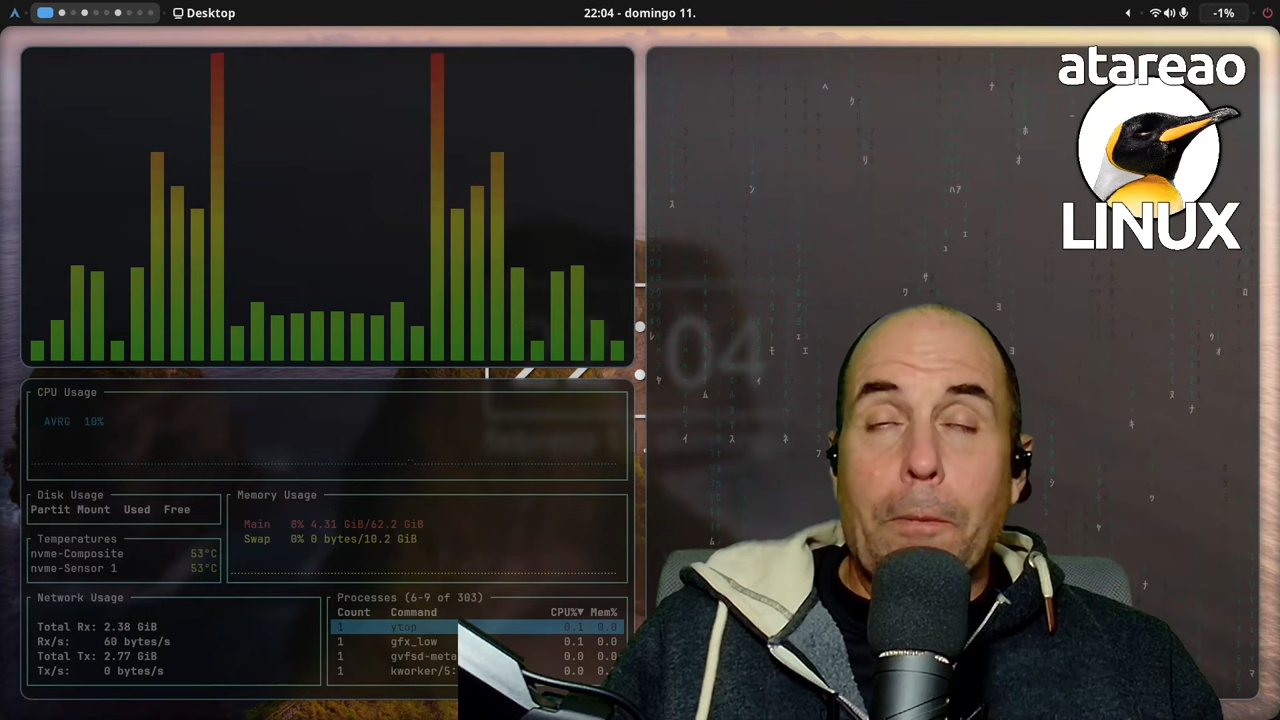 Desktop
22:04 - domingo 11.
-1%
atareao
LINUX
04
CPU Usage
AVRG 10%
Disk Usage
Partit Mount Used Free
Temperatures
nvme-Composite 53°C
nvme-Sensor 1 53°C
Memory Usage
Main 8% 4.31 GiB/62.2 GiB
Swap 0% 0 bytes/10.2 GiB
Network Usage
Total Rx: 2.38 GiB
Rx/s: 60 bytes/s
Total Tx: 2.77 GiB
Tx/s: 0 bytes/s
Processes (6-9 of 303)
Count Command CPU%▼ Mem%
1 ytop 0.1 0.0
1 gfx_low 0.1 0.0
1 gvfsd-meta 0.0 0.0
1 kworker/5: 0.0